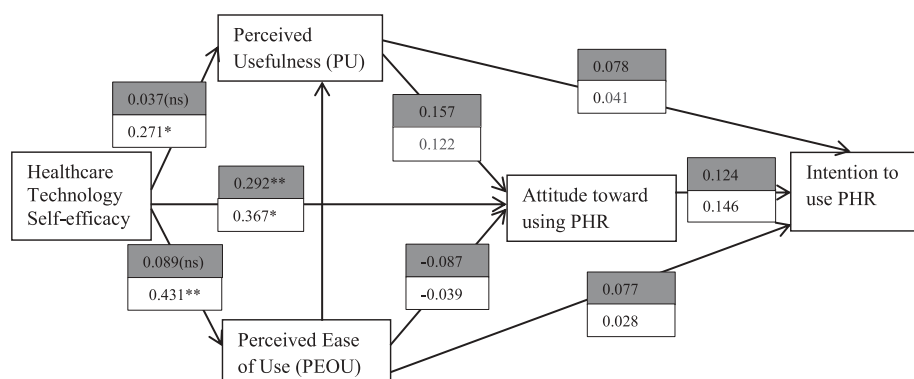 Perceived
Usefulness (PU)
0.078
0.041
0.037(ns)
0.271*
0.157
0.122
Healthcare
Technology
Self-efficacy
0.292**
0.367*
Attitude toward
using PHR
0.124
0.146
Intention to
use PHR
0.089(ns)
0.431**
-0.087
-0.039
0.077
0.028
Perceived Ease
of Use (PEOU)